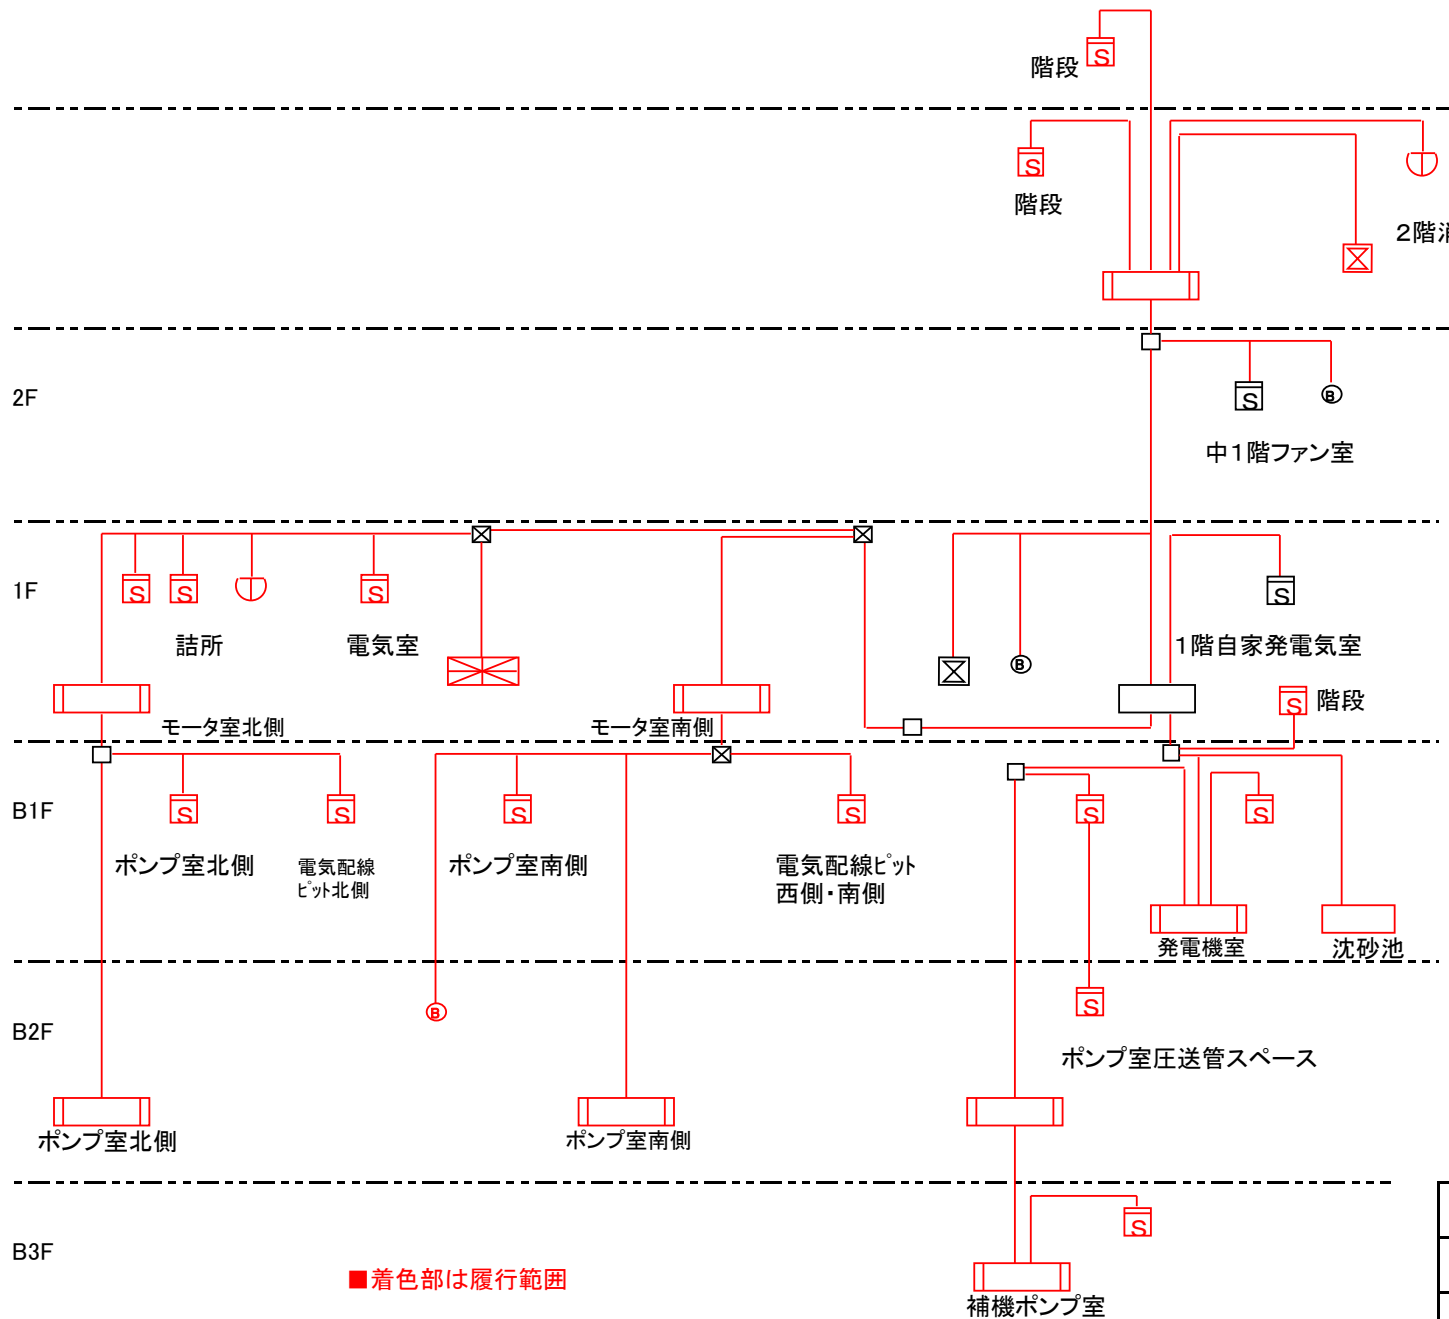 S
階段
S
階段
2階消
2F
S
B
中1階ファン室
1F
S
S
S
S
詰所
電気室
B
1階自家発電気室
S
階段
モータ室北側
モータ室南側
B1F
S
S
S
S
S
S
ポンプ室北側
電気配線
ピット北側
ポンプ室南側
電気配線ピット
西側・南側
発電機室
沈砂池
B2F
B
S
ポンプ室圧送管スペース
ポンプ室北側
ポンプ室南側
B3F
S
■着色部は履行範囲
補機ポンプ室